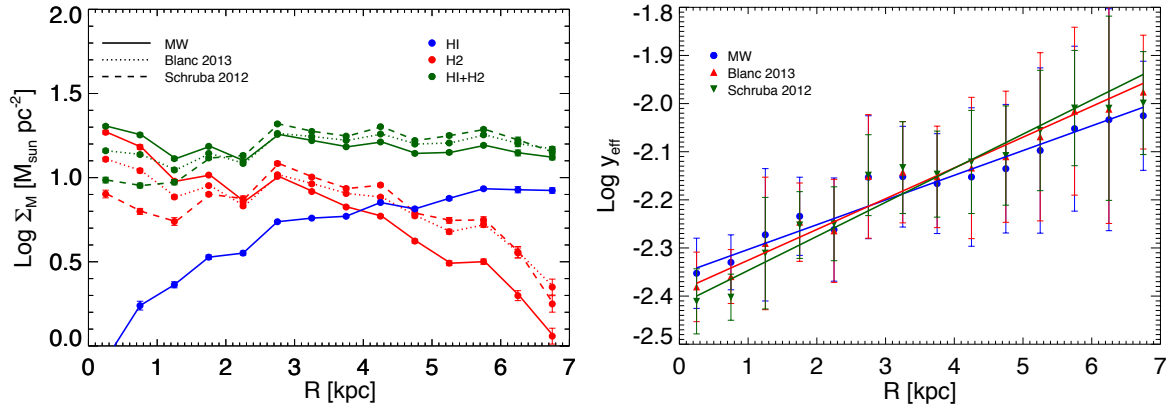 2.0
1.5
1.0
0.5
0.0
Log Σ_M [M_sun pc^-2]
MW
Blanc 2013
Schruba 2012
HI
H2
HI+H2
0 1 2 3 4 5 6 7
R [kpc]
-1.8
-1.9
-2.0
-2.1
-2.2
-2.3
-2.4
-2.5
Log y_eff
MW
Blanc 2013
Schruba 2012
0 1 2 3 4 5 6 7
R [kpc]